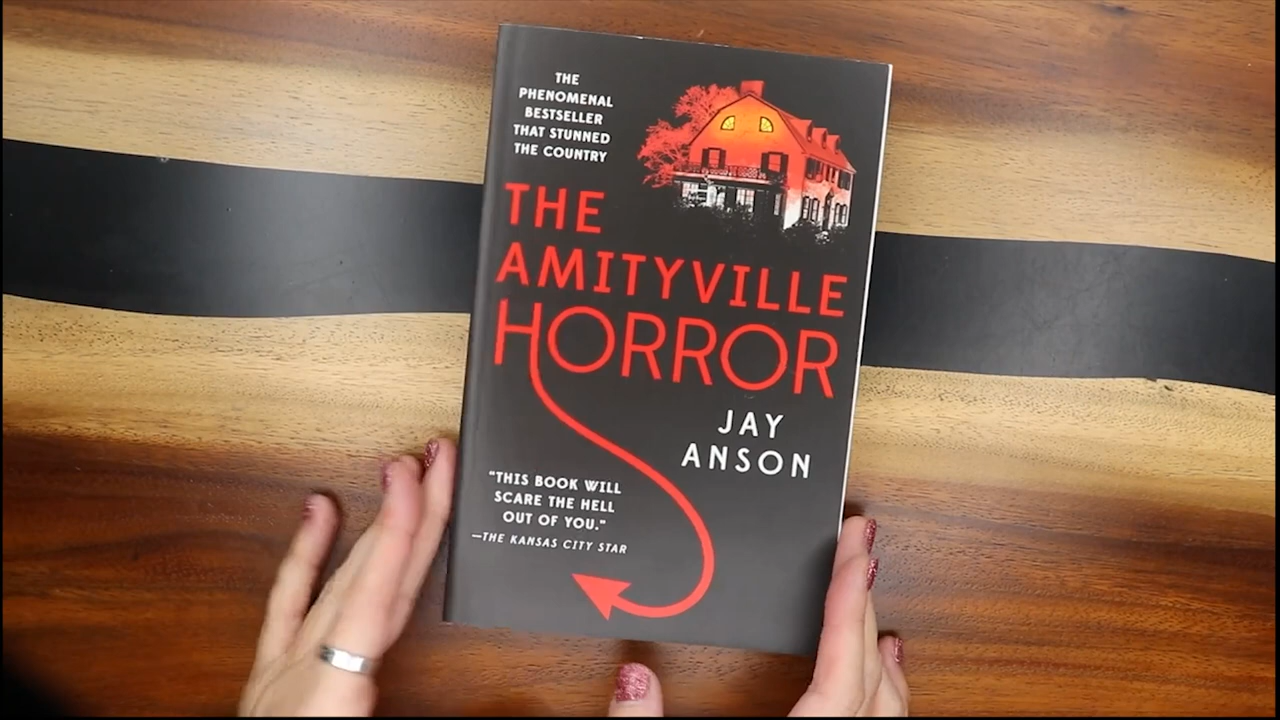 THE
PHENOMENAL
BESTSELLER
THAT STUNNED
THE COUNTRY
THE
AMITYVILLE
HORROR
JAY
ANSON
"THIS BOOK WILL
SCARE THE HELL
OUT OF YOU."
—THE KANSAS CITY STAR